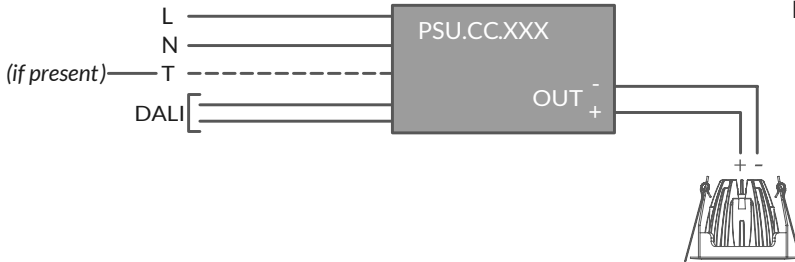 L
N
(if present) T
DALI
PSU.CC.XXX
OUT -
+
+ -